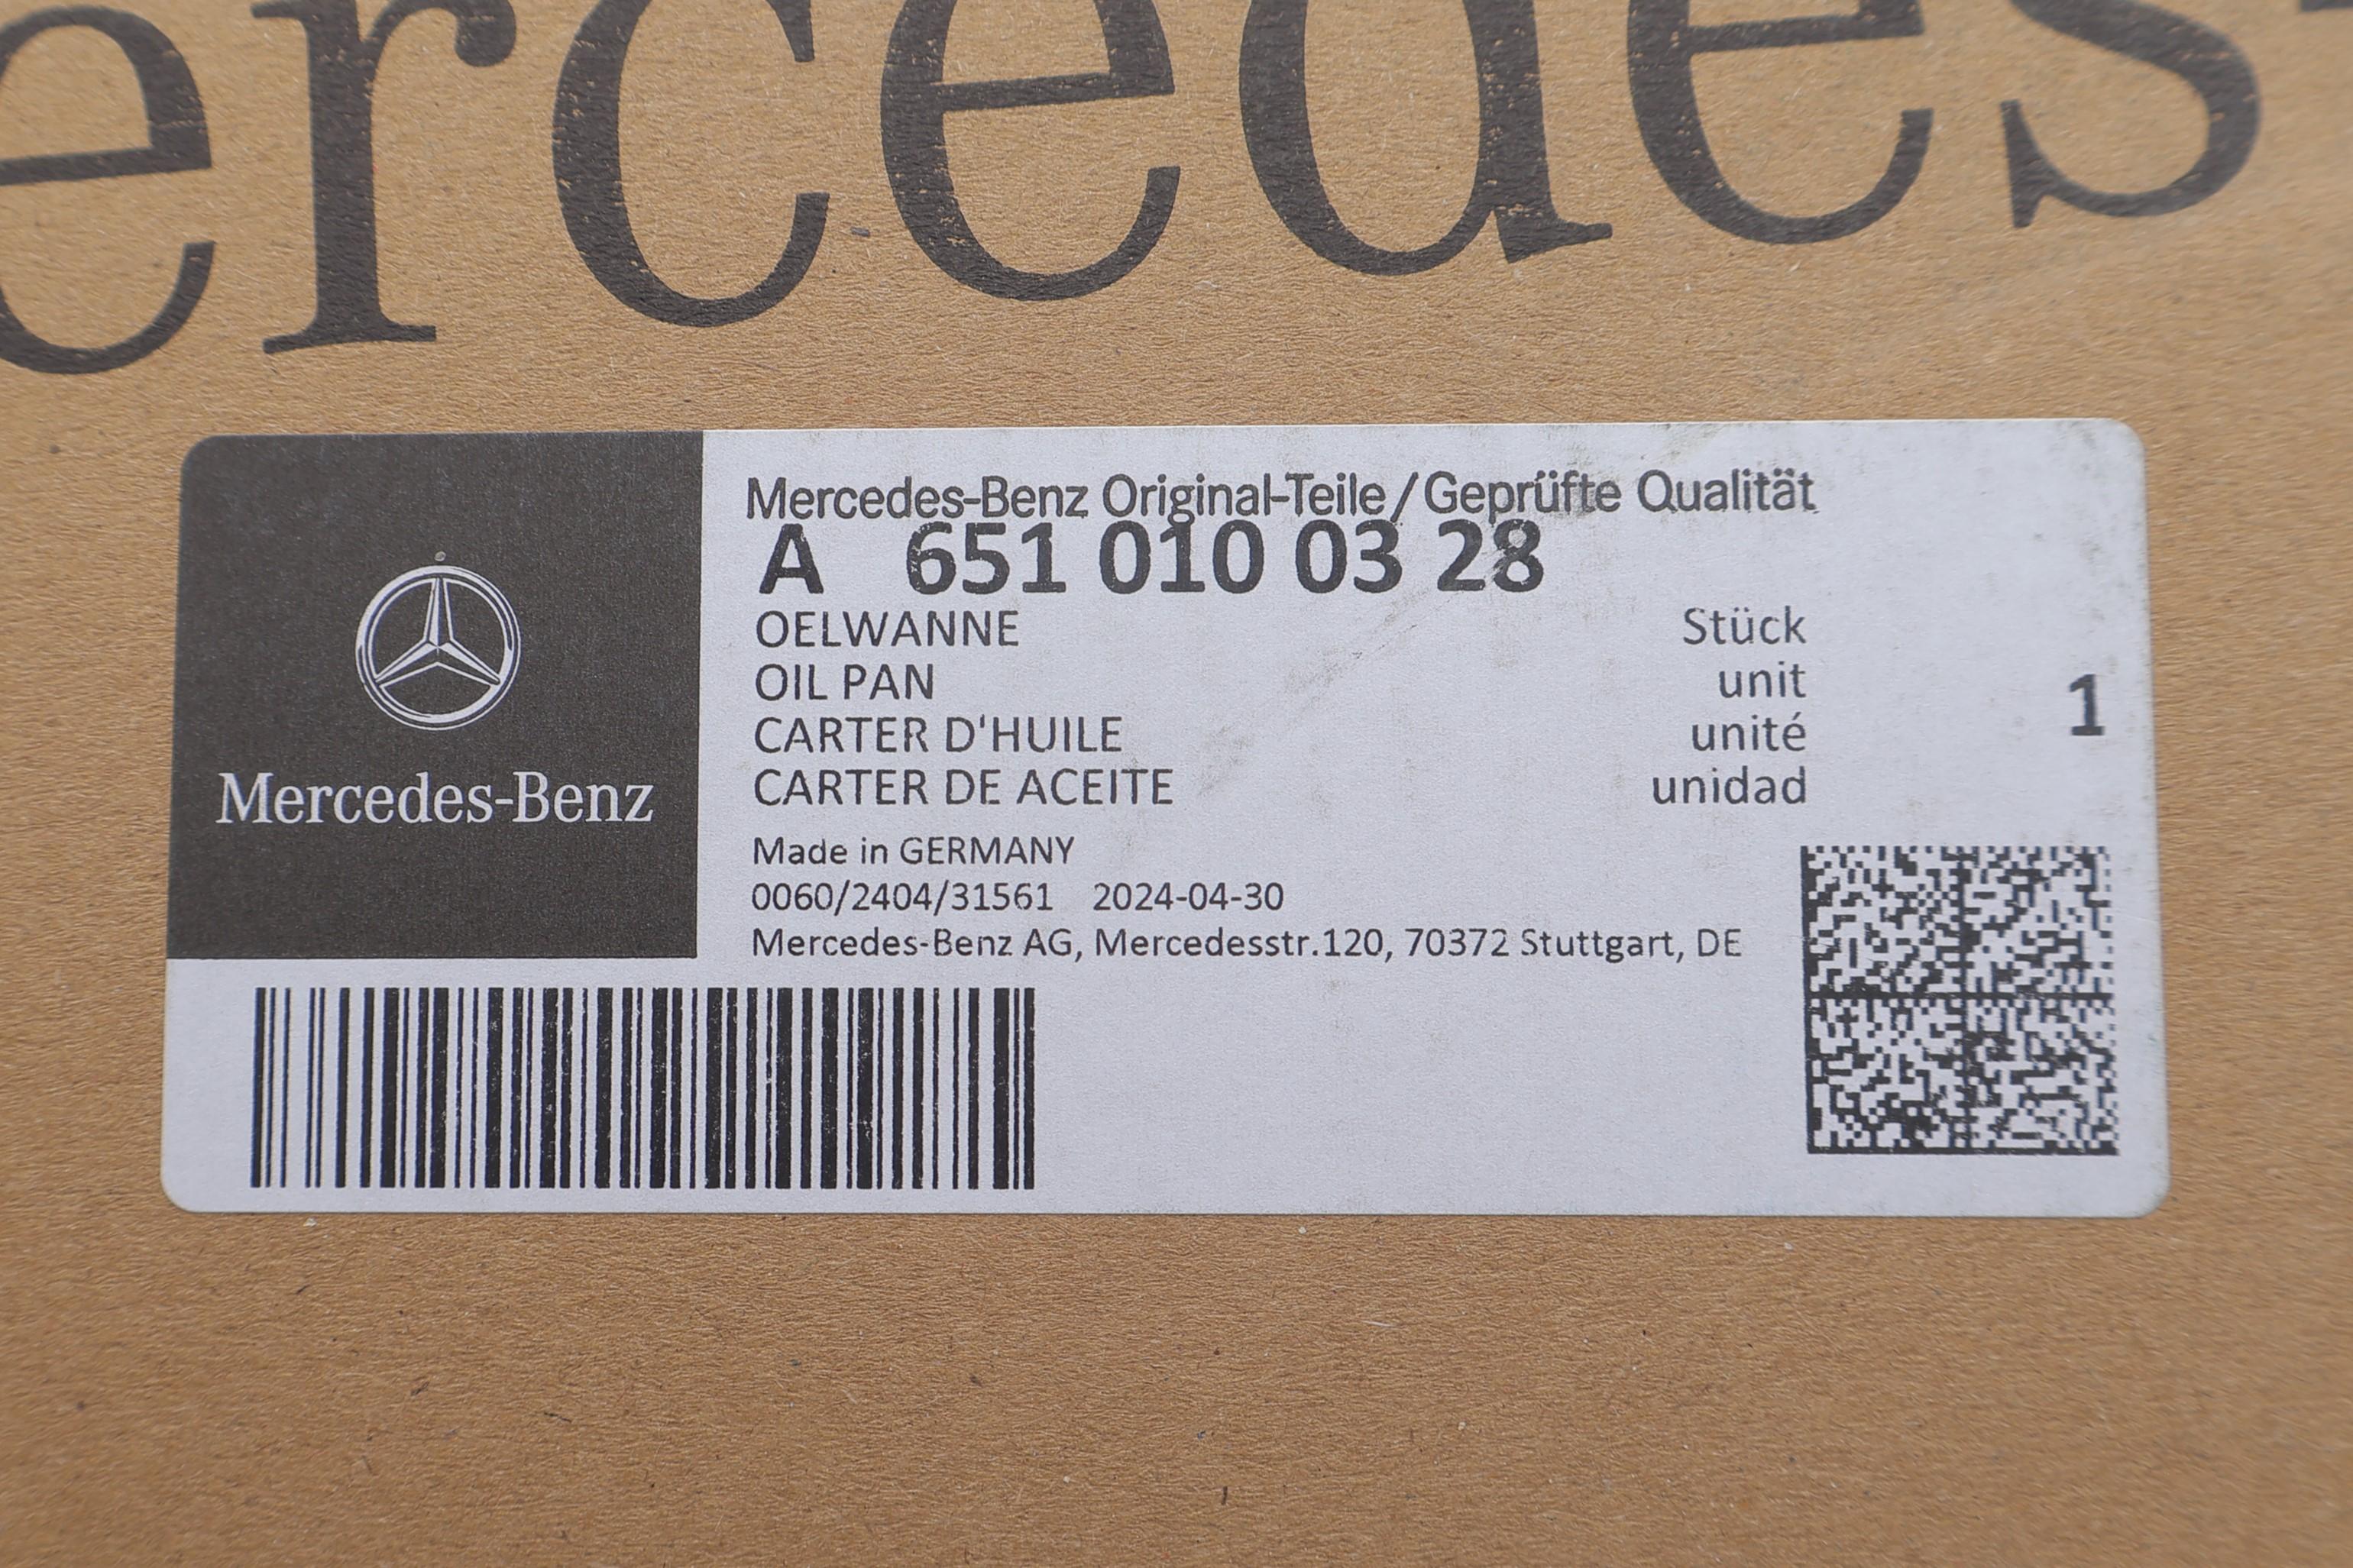 ercedes-
Mercedes-Benz
Mercedes-Benz Original-Teile/Geprüfte Qualität
A 651 010 03 28
OELWANNE Stück
OIL PAN unit
CARTER D'HUILE unité
CARTER DE ACEITE unidad
1
Made in GERMANY
0060/2404/31561 2024-04-30
Mercedes-Benz AG, Mercedesstr.120, 70372 Stuttgart, DE